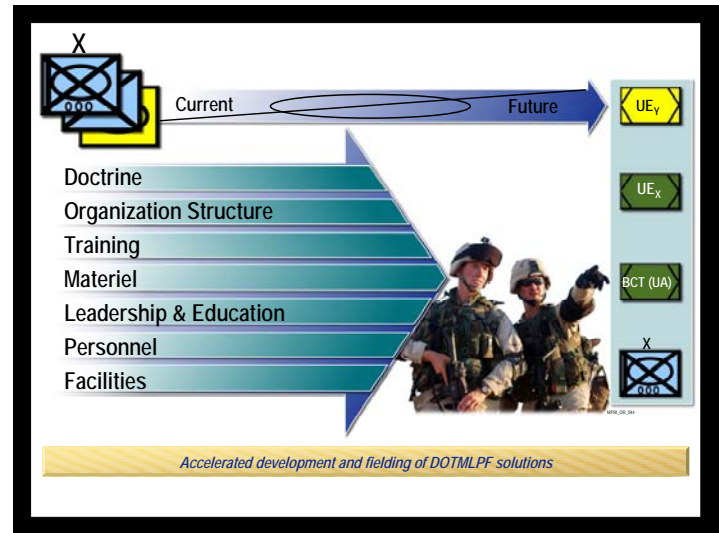 X
Current
Future
UEY
Doctrine
Organization Structure
Training
Materiel
Leadership & Education
Personnel
Facilities
UEX
BCT (UA)
X
MPRI_DR_044
Accelerated development and fielding of DOTMLPF solutions